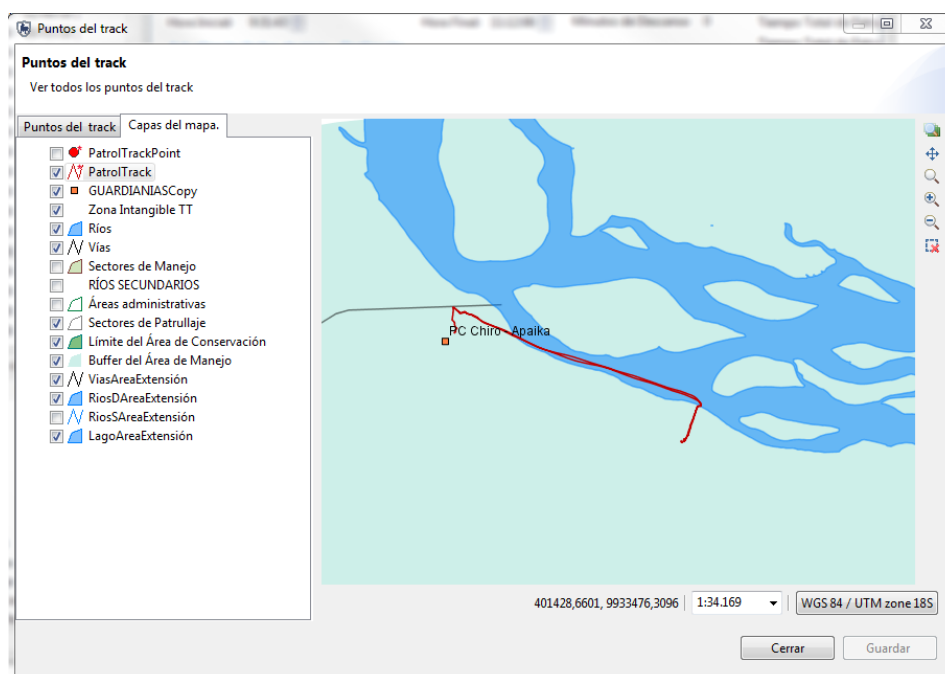 Puntos del track
Puntos del track
Ver todos los puntos del track
Puntos del track
Capas del mapa.
PatrolTrackPoint
PatrolTrack
GUARDIANIASCopy
Zona Intangible TT
Ríos
Vías
Sectores de Manejo
RÍOS SECUNDARIOS
Áreas administrativas
Sectores de Patrullaje
Límite del Área de Conservación
Buffer del Área de Manejo
ViasAreaExtensión
RiosDAreaExtensión
RiosSAreaExtensión
LagoAreaExtensión
PC Chiro Apaika
401428,6601, 9933476,3096
1:34.169
WGS 84 / UTM zone 18S
Cerrar
Guardar